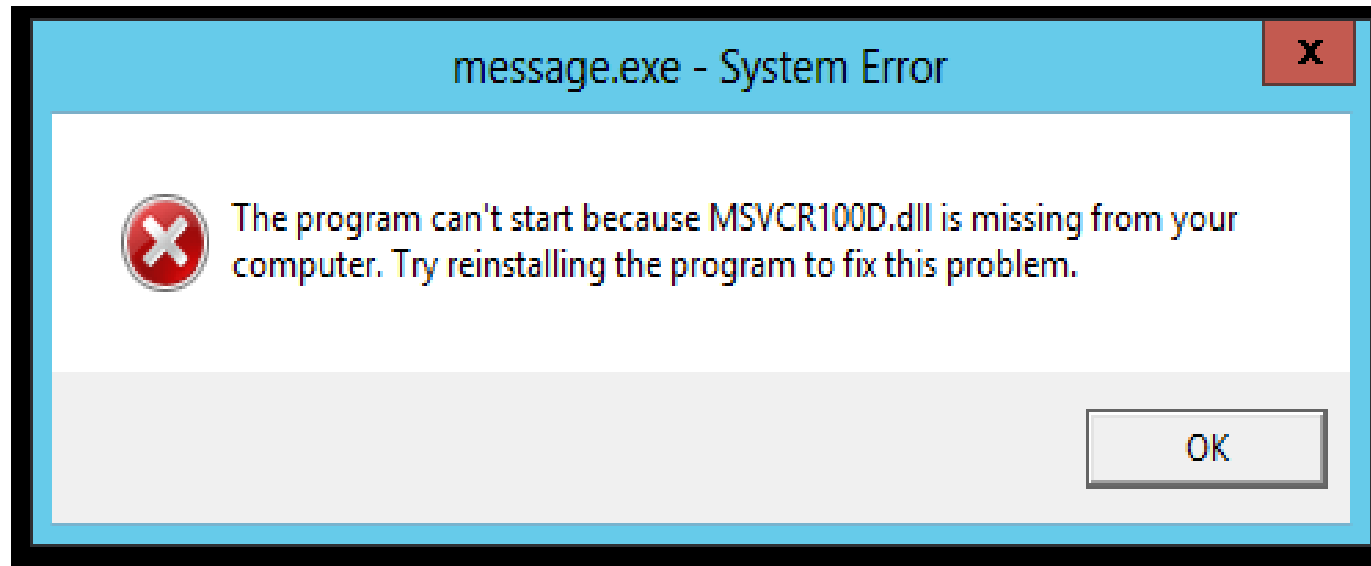 message.exe - System Error
x
The program can't start because MSVCR100D.dll is missing from your
computer. Try reinstalling the program to fix this problem.
OK